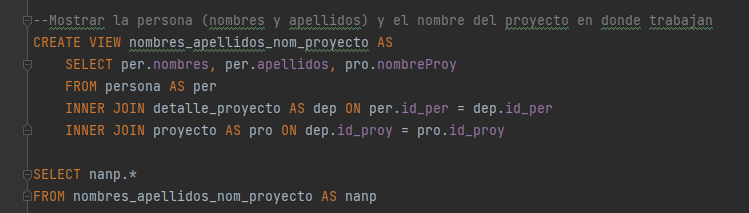 --Mostrar la persona (nombres y apellidos) y el nombre del proyecto en donde trabajan
CREATE VIEW nombres_apellidos_nom_proyecto AS
    SELECT per.nombres, per.apellidos, pro.nombreProy
    FROM persona AS per
    INNER JOIN detalle_proyecto AS dep ON per.id_per = dep.id_per
    INNER JOIN proyecto AS pro ON dep.id_proy = pro.id_proy

SELECT nanp.*
FROM nombres_apellidos_nom_proyecto AS nanp